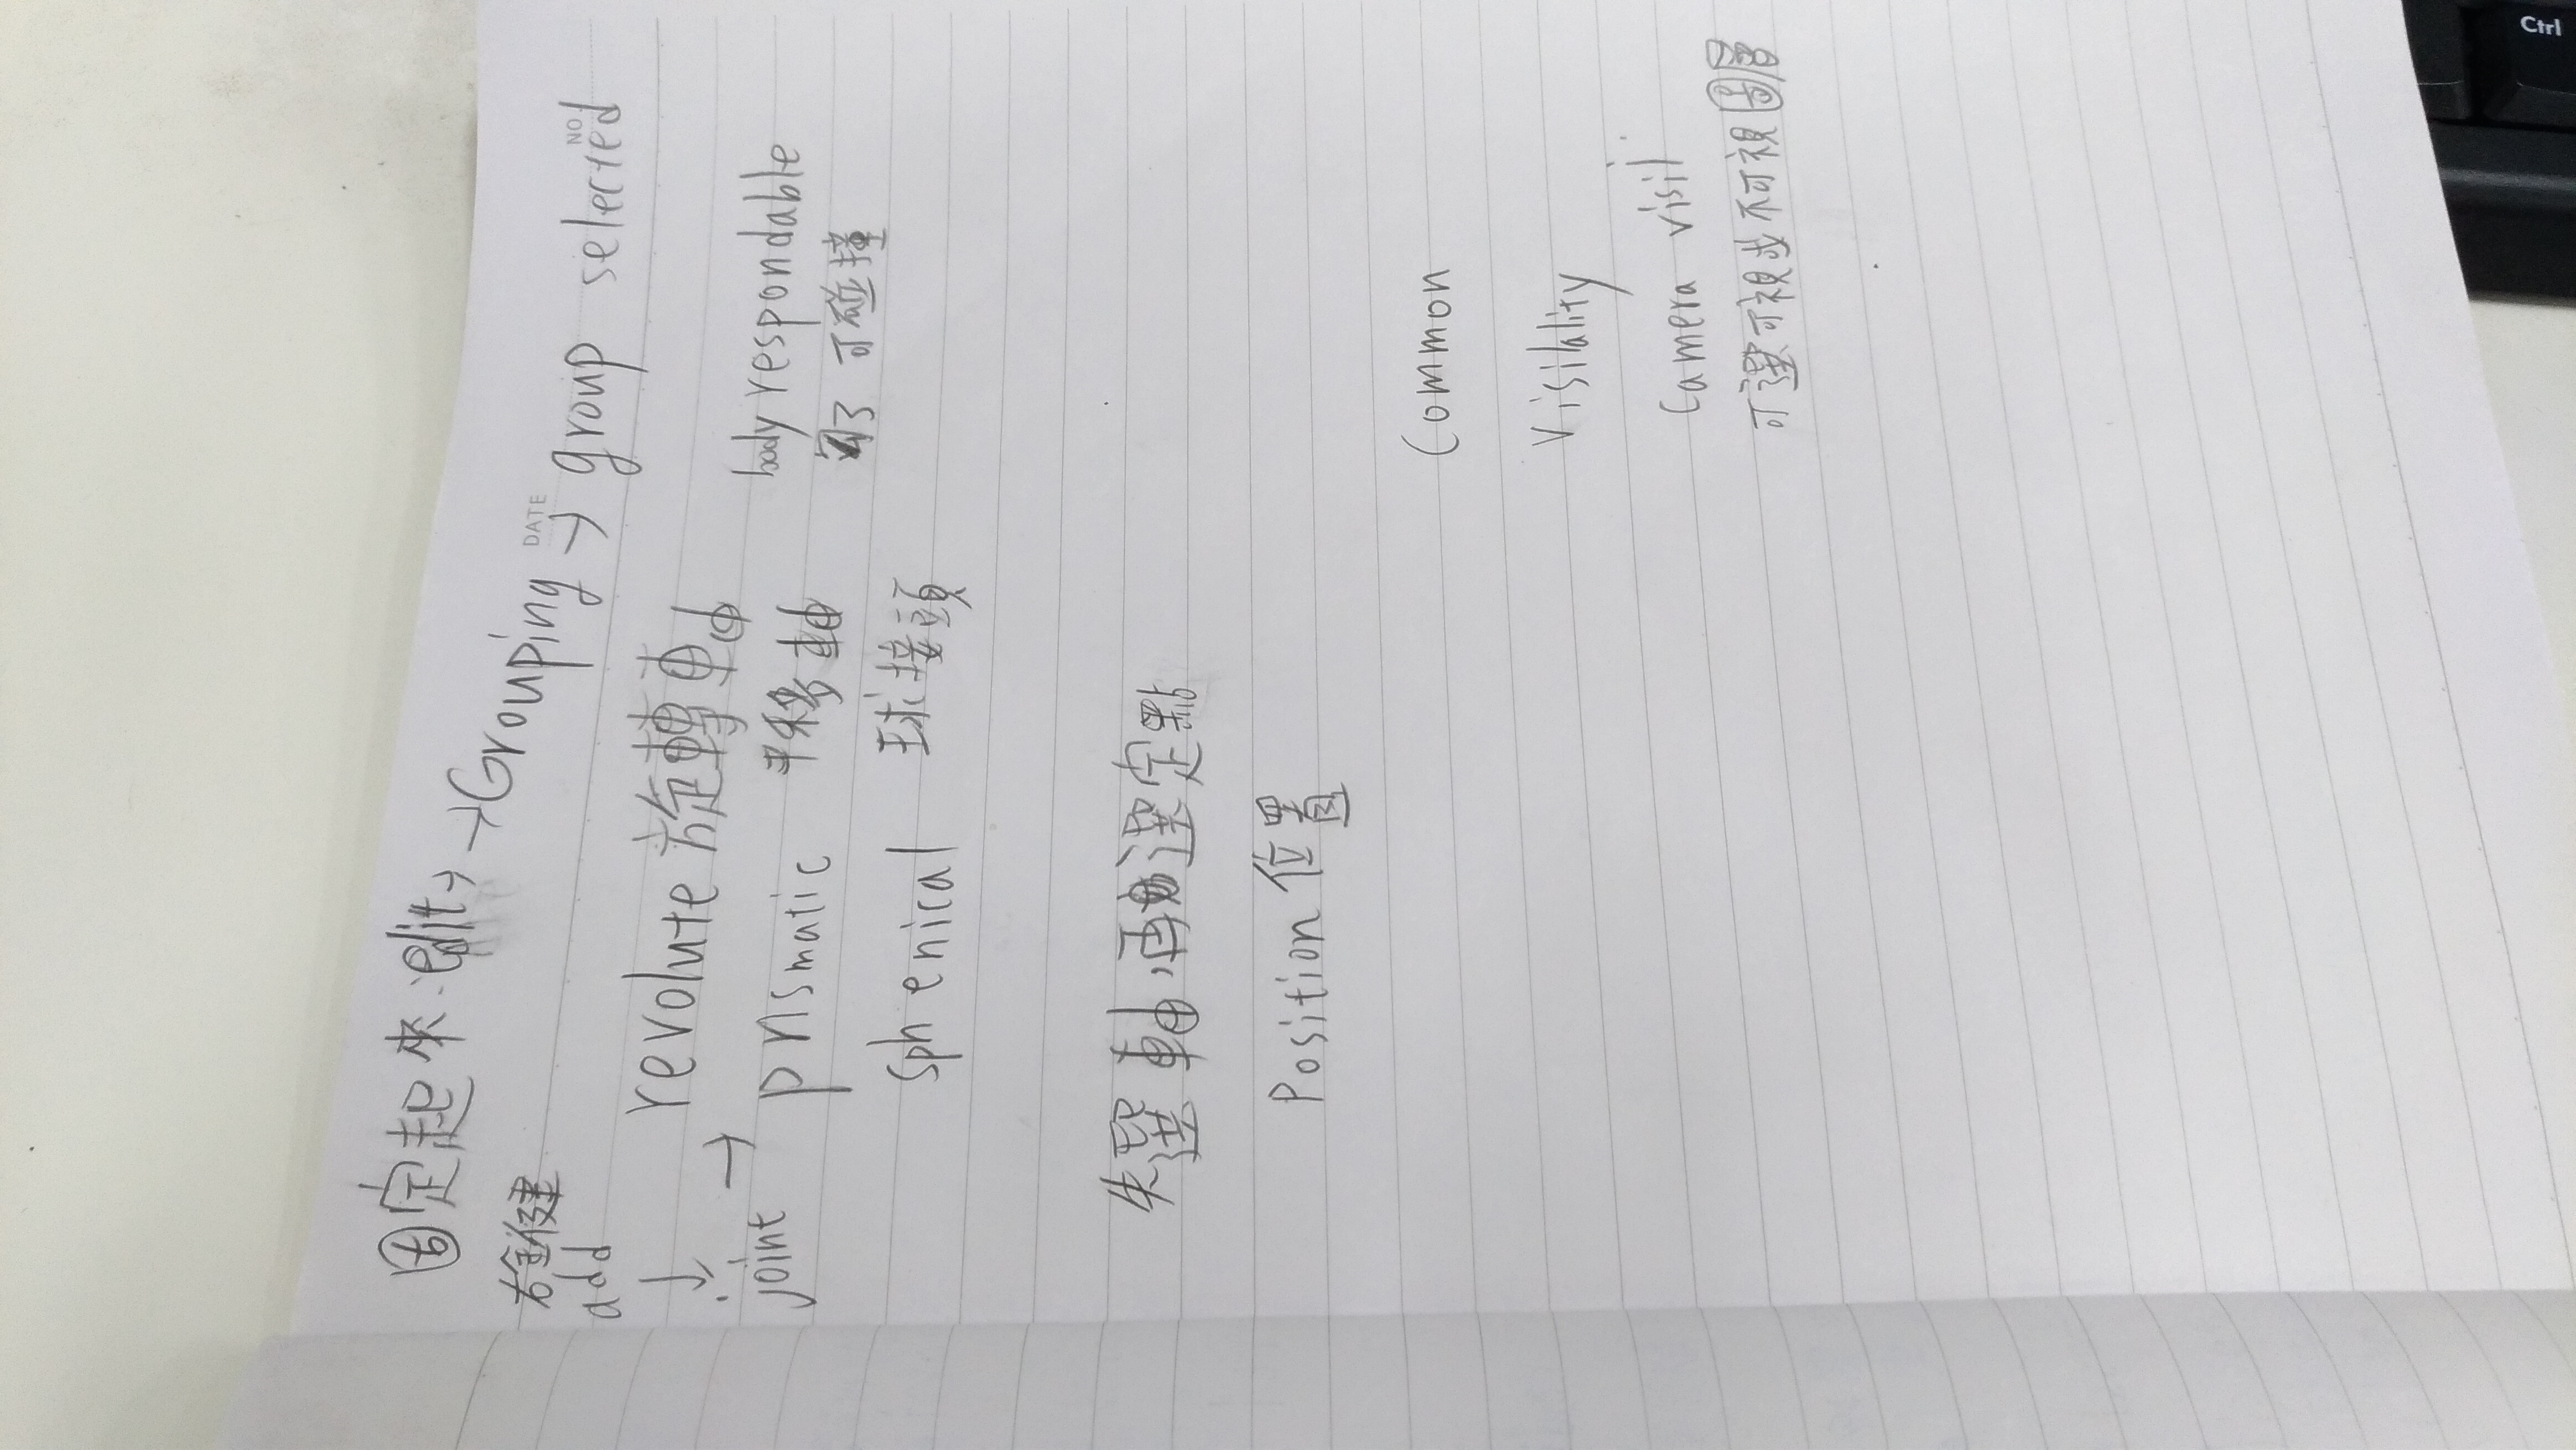 固定起來:edit→→Grouping→group selected
DATE
NO
右鍵
add
↓
joint →
revolute 旋轉軸
prismatic 平移軸
spherical 球接頭
body respondable
可碰撞
先選軸,再選定點
Position 位置
Common
Visilality
Camera visil
可選可視或不可視圖層
Ctrl